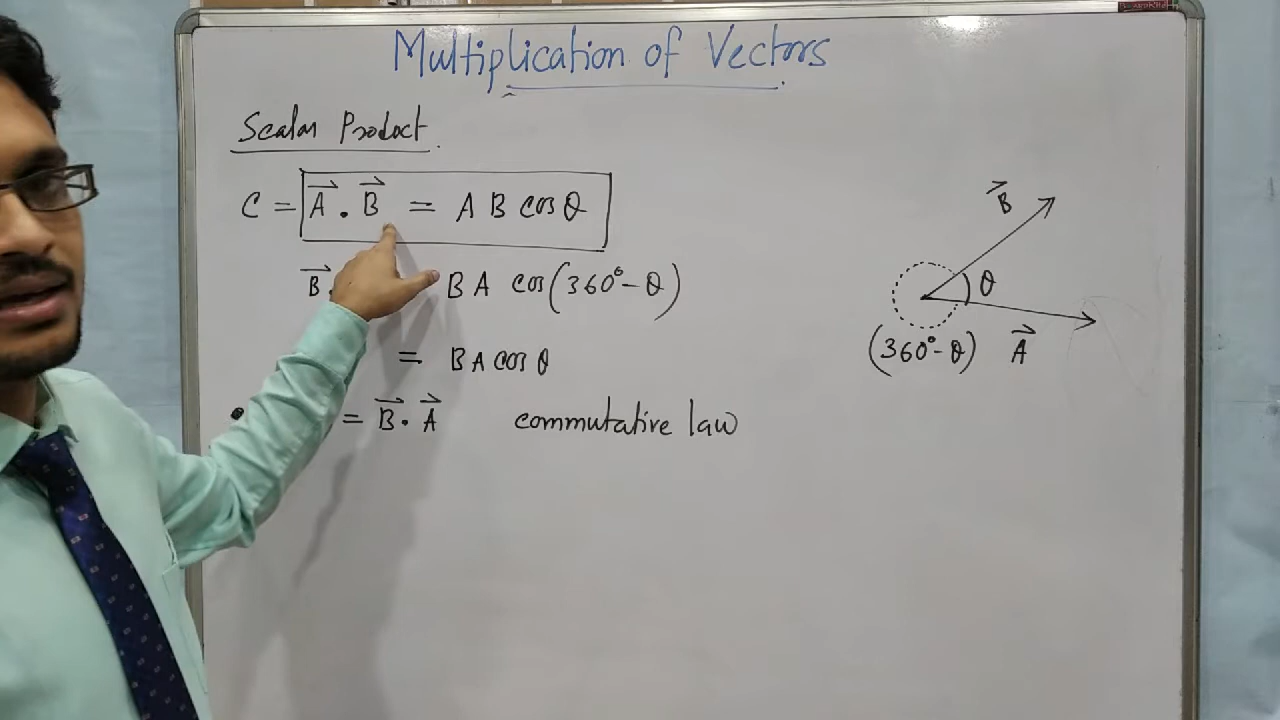 Multiplication of Vectors
Scalar Product.
C = A⃗ . B⃗ = A B cos θ
B⃗. BA cos(360° - θ)
= BA cos θ
= B⃗ . A⃗ commutative law
B⃗
θ
(360° - θ) A⃗